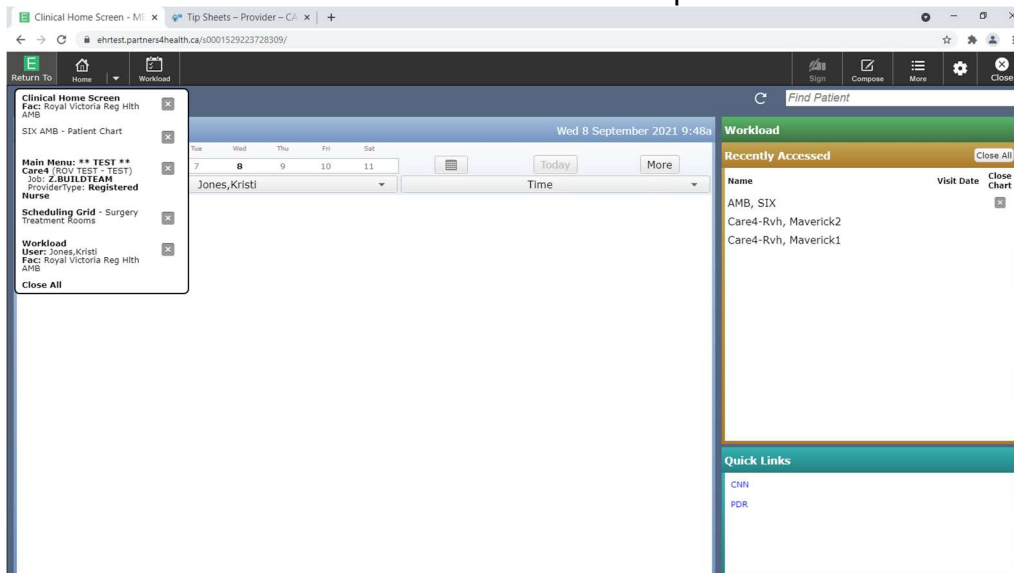 Clinical Home Screen - ME
Tip Sheets – Provider – CA
ehrtest.partners4health.ca/s0001529223728309/
Return To
Home
Workload
Sign
Compose
More
Close
Clinical Home Screen
Fac: Royal Victoria Reg Hlth
AMB
SIX AMB - Patient Chart
Main Menu: ** TEST **
Care4 (ROV TEST - TEST)
Job: Z.BUILDTEAM
ProviderType: Registered
Nurse
Scheduling Grid - Surgery
Treatment Rooms
Workload
User: Jones,Kristi
Fac: Royal Victoria Reg Hlth
AMB
Close All
Find Patient
Wed 8 September 2021 9:48a
Tue Wed Thu Fri Sat
7 8 9 10 11
Today
More
Jones,Kristi
Time
Workload
Recently Accessed
Close All
Name Visit Date Close
Chart
AMB, SIX
Care4-Rvh, Maverick2
Care4-Rvh, Maverick1
Quick Links
CNN
PDR